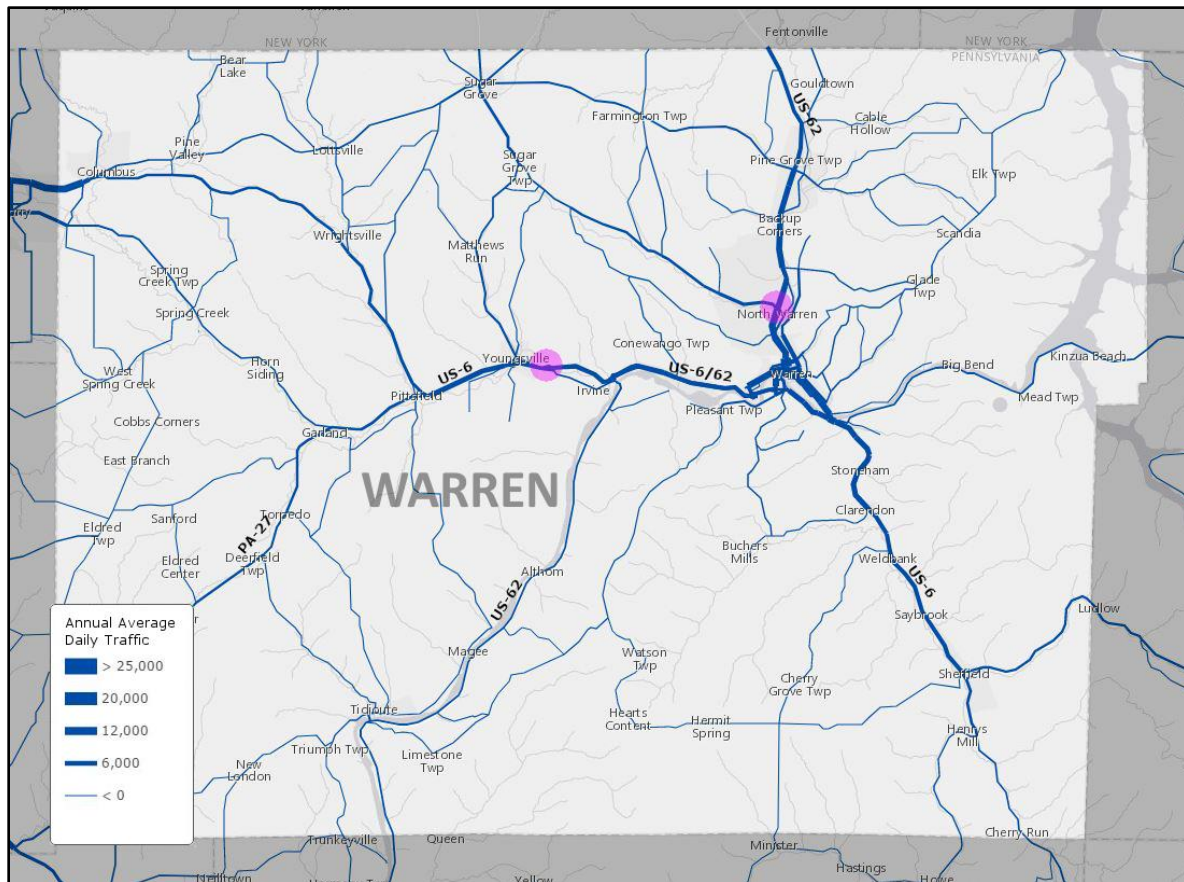 NEW YORK
Fentonville
NEW YORK
PENNSYLVANIA
Bear
Lake
Sugar
Grove
Gouldtown
US-62
Farmington Twp
Cable
Hollow
Pine
Valley
Lottsville
Columbus
Sugar
Grove
Twp
Pine Grove Twp
Elk Twp
Backup
Corners
Wrightsville
Matthews
Run
Scandia
Spring
Creek Twp
Glade
Twp
Spring Creek
North Warren
Conewango Twp
Youngsville
Horn
Siding
West
Spring Creek
US-6
US-6/62
Warren
Big Bend
Kinzua Beach
Pittsfield
Irvine
Pleasant Twp
Mead Twp
Cobbs Corners
Garland
East Branch
WARREN
Stoneham
Clarendon
Sanford
Torpedo
Eldred
Twp
PA-27
Eldred
Center
Deerfield
Twp
Buchers
Mills
Weldbank
Althom
US-6
US-62
Saybrook
Ludlow
Annual Average
Daily Traffic
> 25,000
20,000
12,000
6,000
< 0
Magee
Watson
Twp
Cherry
Grove Twp
Sheffield
Tidioute
Hearts
Content
Hermit
Spring
Henrys
Mill
Triumph Twp
Limestone
Twp
New
London
Trunkeyville
Queen
Cherry Run
Minister
Hastings
Yellow
Howe